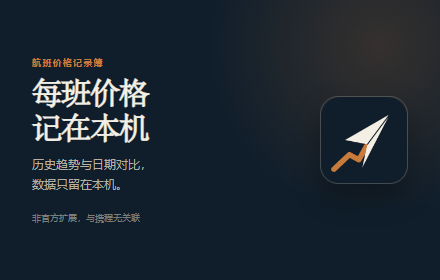 航班价格记录簿
每班价格
记在本机
历史趋势与日期对比，
数据只留在本机。
非官方扩展，与携程无关联